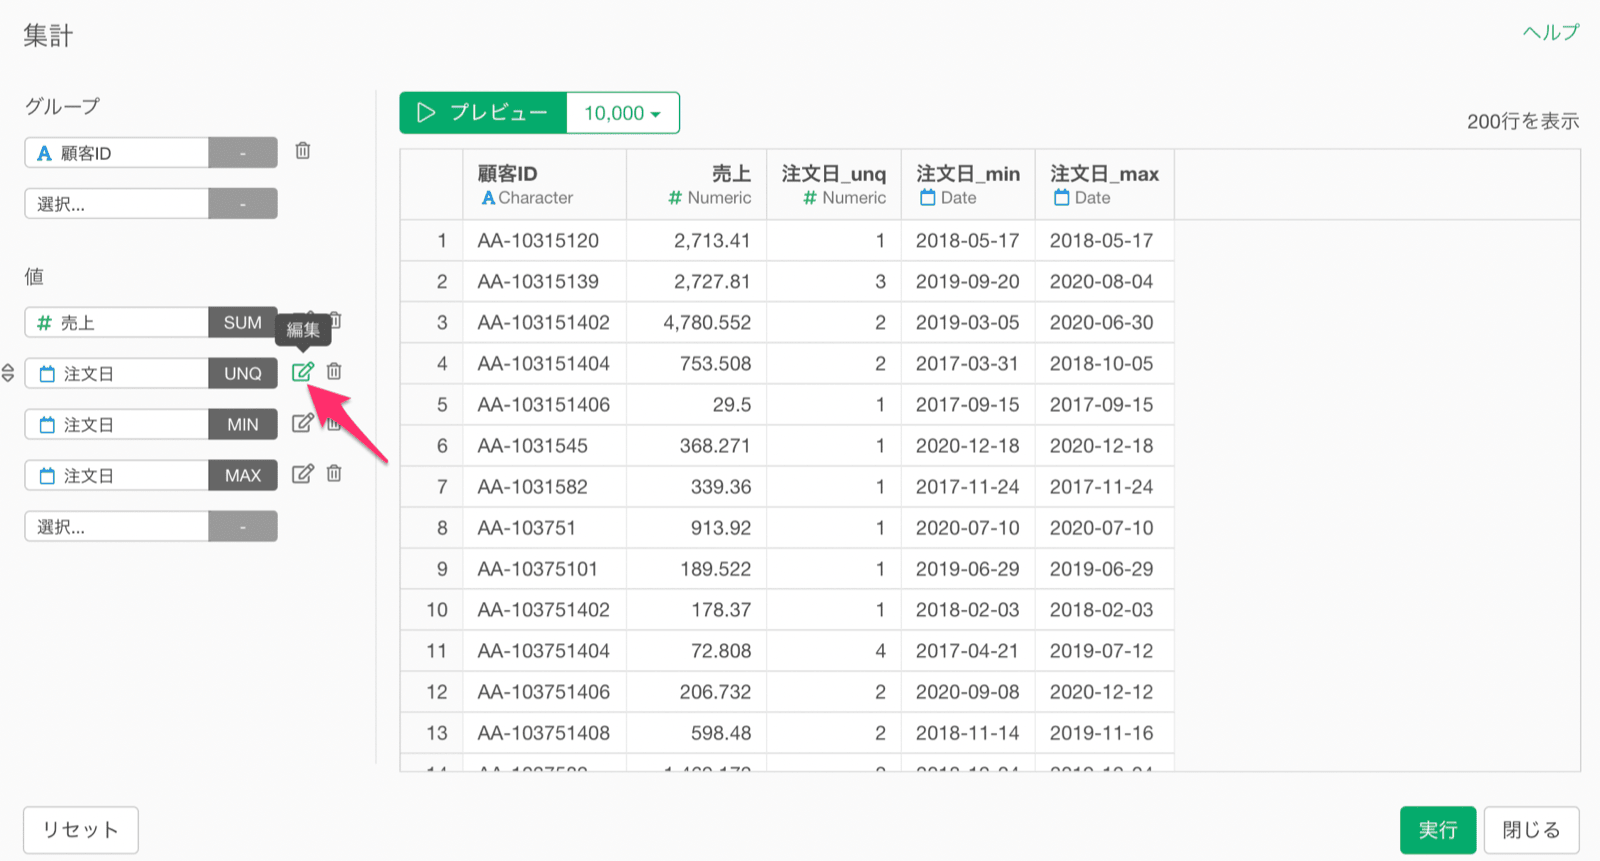 集計
ヘルプ
グループ
顧客ID -
選択... -
値
売上 SUM
編集
注文日 UNQ
注文日 MIN
注文日 MAX
選択... -
プレビュー 10,000
200行を表示
顧客ID 売上 注文日_unq 注文日_min 注文日_max
Character Numeric Numeric Date Date
1 AA-10315120 2,713.41 1 2018-05-17 2018-05-17
2 AA-10315139 2,727.81 3 2019-09-20 2020-08-04
3 AA-103151402 4,780.552 2 2019-03-05 2020-06-30
4 AA-103151404 753.508 2 2017-03-31 2018-10-05
5 AA-103151406 29.5 1 2017-09-15 2017-09-15
6 AA-1031545 368.271 1 2020-12-18 2020-12-18
7 AA-1031582 339.36 1 2017-11-24 2017-11-24
8 AA-103751 913.92 1 2020-07-10 2020-07-10
9 AA-10375101 189.522 1 2019-06-29 2019-06-29
10 AA-103751402 178.37 1 2018-02-03 2018-02-03
11 AA-103751404 72.808 4 2017-04-21 2019-07-12
12 AA-103751406 206.732 2 2020-09-08 2020-12-12
13 AA-103751408 598.48 2 2018-11-14 2019-11-16
リセット
実行 閉じる